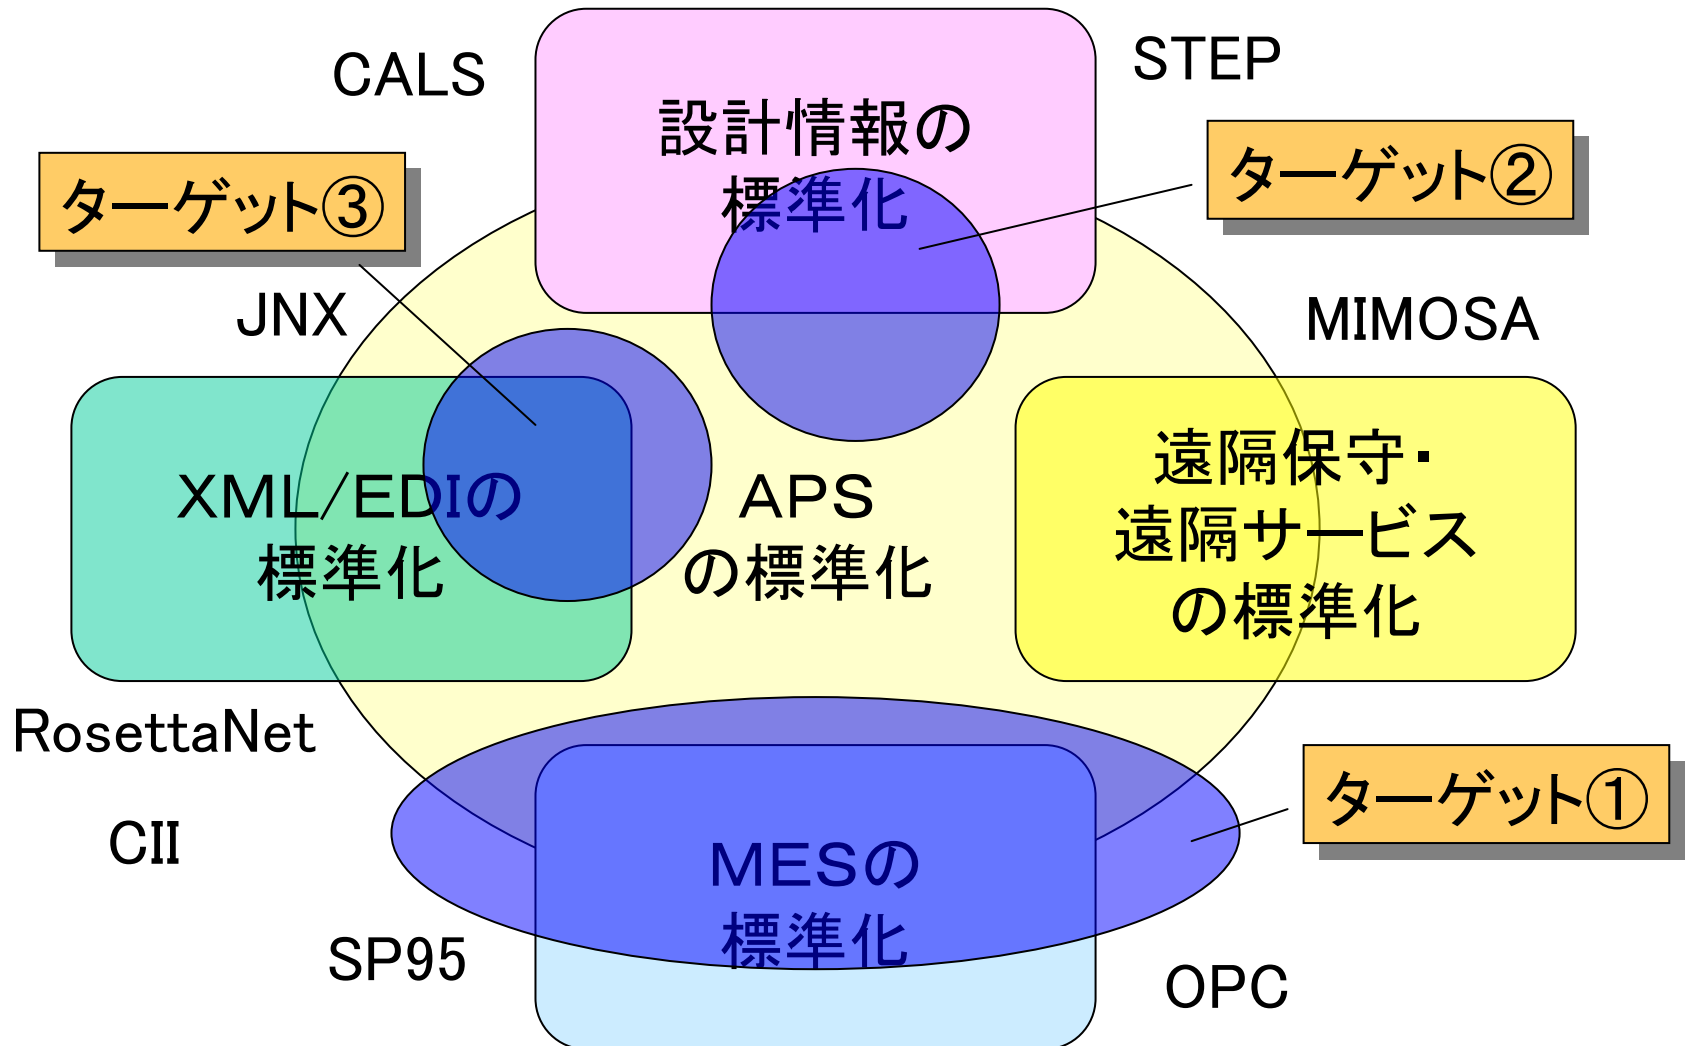 CALS
STEP
設計情報の
標準化
ターゲット②
ターゲット③
JNX
MIMOSA
XML/EDIの
標準化
APS
の標準化
遠隔保守・
遠隔サービス
の標準化
RosettaNet
ターゲット①
CII
MESの
標準化
SP95
OPC